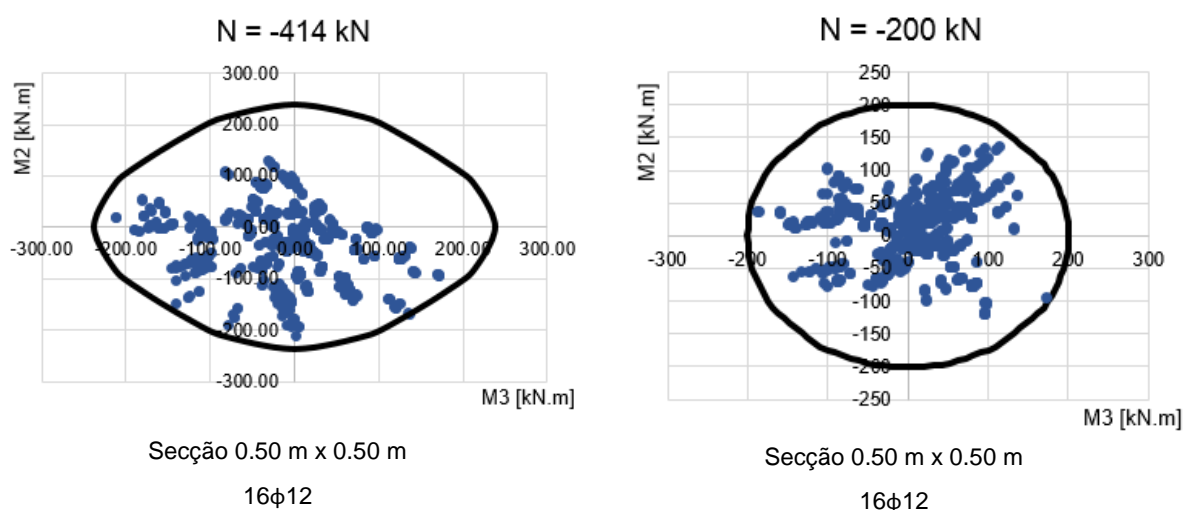 N = -414 kN
M2 [kN.m]
300.00
200.00
100.00
0.00
-300.00 -200.00 -100.00 0.00 100.00 200.00 300.00
-100.00
-200.00
-300.00
M3 [kN.m]
Secção 0.50 m x 0.50 m
16ϕ12
N = -200 kN
M2 [kN.m]
250
200
150
100
50
0
-300 -200 -100 0 100 200 300
-50
-100
-150
-200
-250
M3 [kN.m]
Secção 0.50 m x 0.50 m
16ϕ12